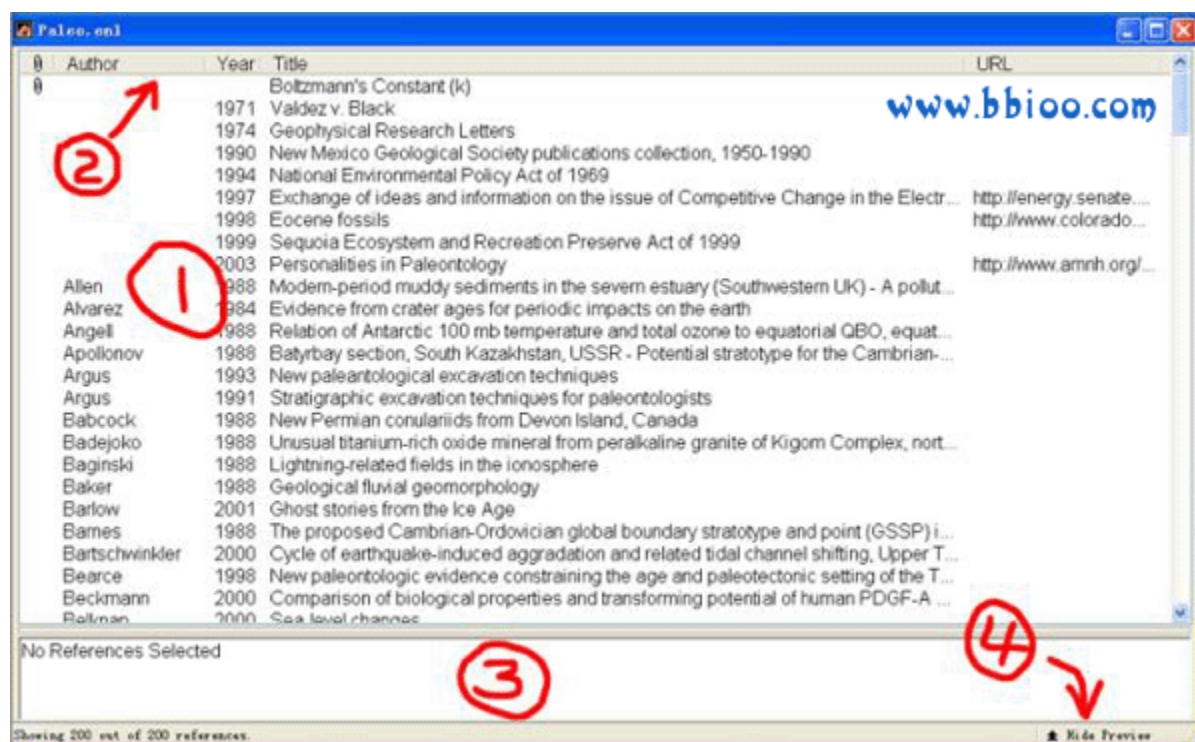 Paleo.enl
Author Year Title URL
Boltzmann's Constant (k)
www.bbioo.com
1971 Valdez v. Black
1974 Geophysical Research Letters
2
1990 New Mexico Geological Society publications collection, 1950-1990
1994 National Environmental Policy Act of 1969
1997 Exchange of ideas and information on the issue of Competitive Change in the Electr... http://energy.senate....
1998 Eocene fossils http://www.colorado...
1999 Sequoia Ecosystem and Recreation Preserve Act of 1999
2003 Personalities in Paleontology http://www.amnh.org/...
1
Allen 1988 Modern-period muddy sediments in the severn estuary (Southwestern UK) - A pollut...
Alvarez 1984 Evidence from crater ages for periodic impacts on the earth
Angell 1988 Relation of Antarctic 100 mb temperature and total ozone to equatorial QBO, equat...
Apollonov 1988 Batyrbay section, South Kazakhstan, USSR - Potential stratotype for the Cambrian-...
Argus 1993 New paleantological excavation techniques
Argus 1991 Stratigraphic excavation techniques for paleontologists
Babcock 1988 New Permian conulariids from Devon Island, Canada
Badejoko 1988 Unusual titanium-rich oxide mineral from peralkaline granite of Kigom Complex, nort...
Baginski 1988 Lightning-related fields in the ionosphere
Baker 1988 Geological fluvial geomorphology
Barlow 2001 Ghost stories from the Ice Age
Barnes 1988 The proposed Cambrian-Ordovician global boundary stratotype and point (GSSP) i...
Bartschwinkler 2000 Cycle of earthquake-induced aggradation and related tidal channel shifting, Upper T...
Bearce 1998 New paleontologic evidence constraining the age and paleotectonic setting of the T...
Beckmann 2000 Comparison of biological properties and transforming potential of human PDGF-A ...
Belknap 2000 Sea level changes
4
No References Selected
3
Showing 200 out of 200 references.
Hide Preview